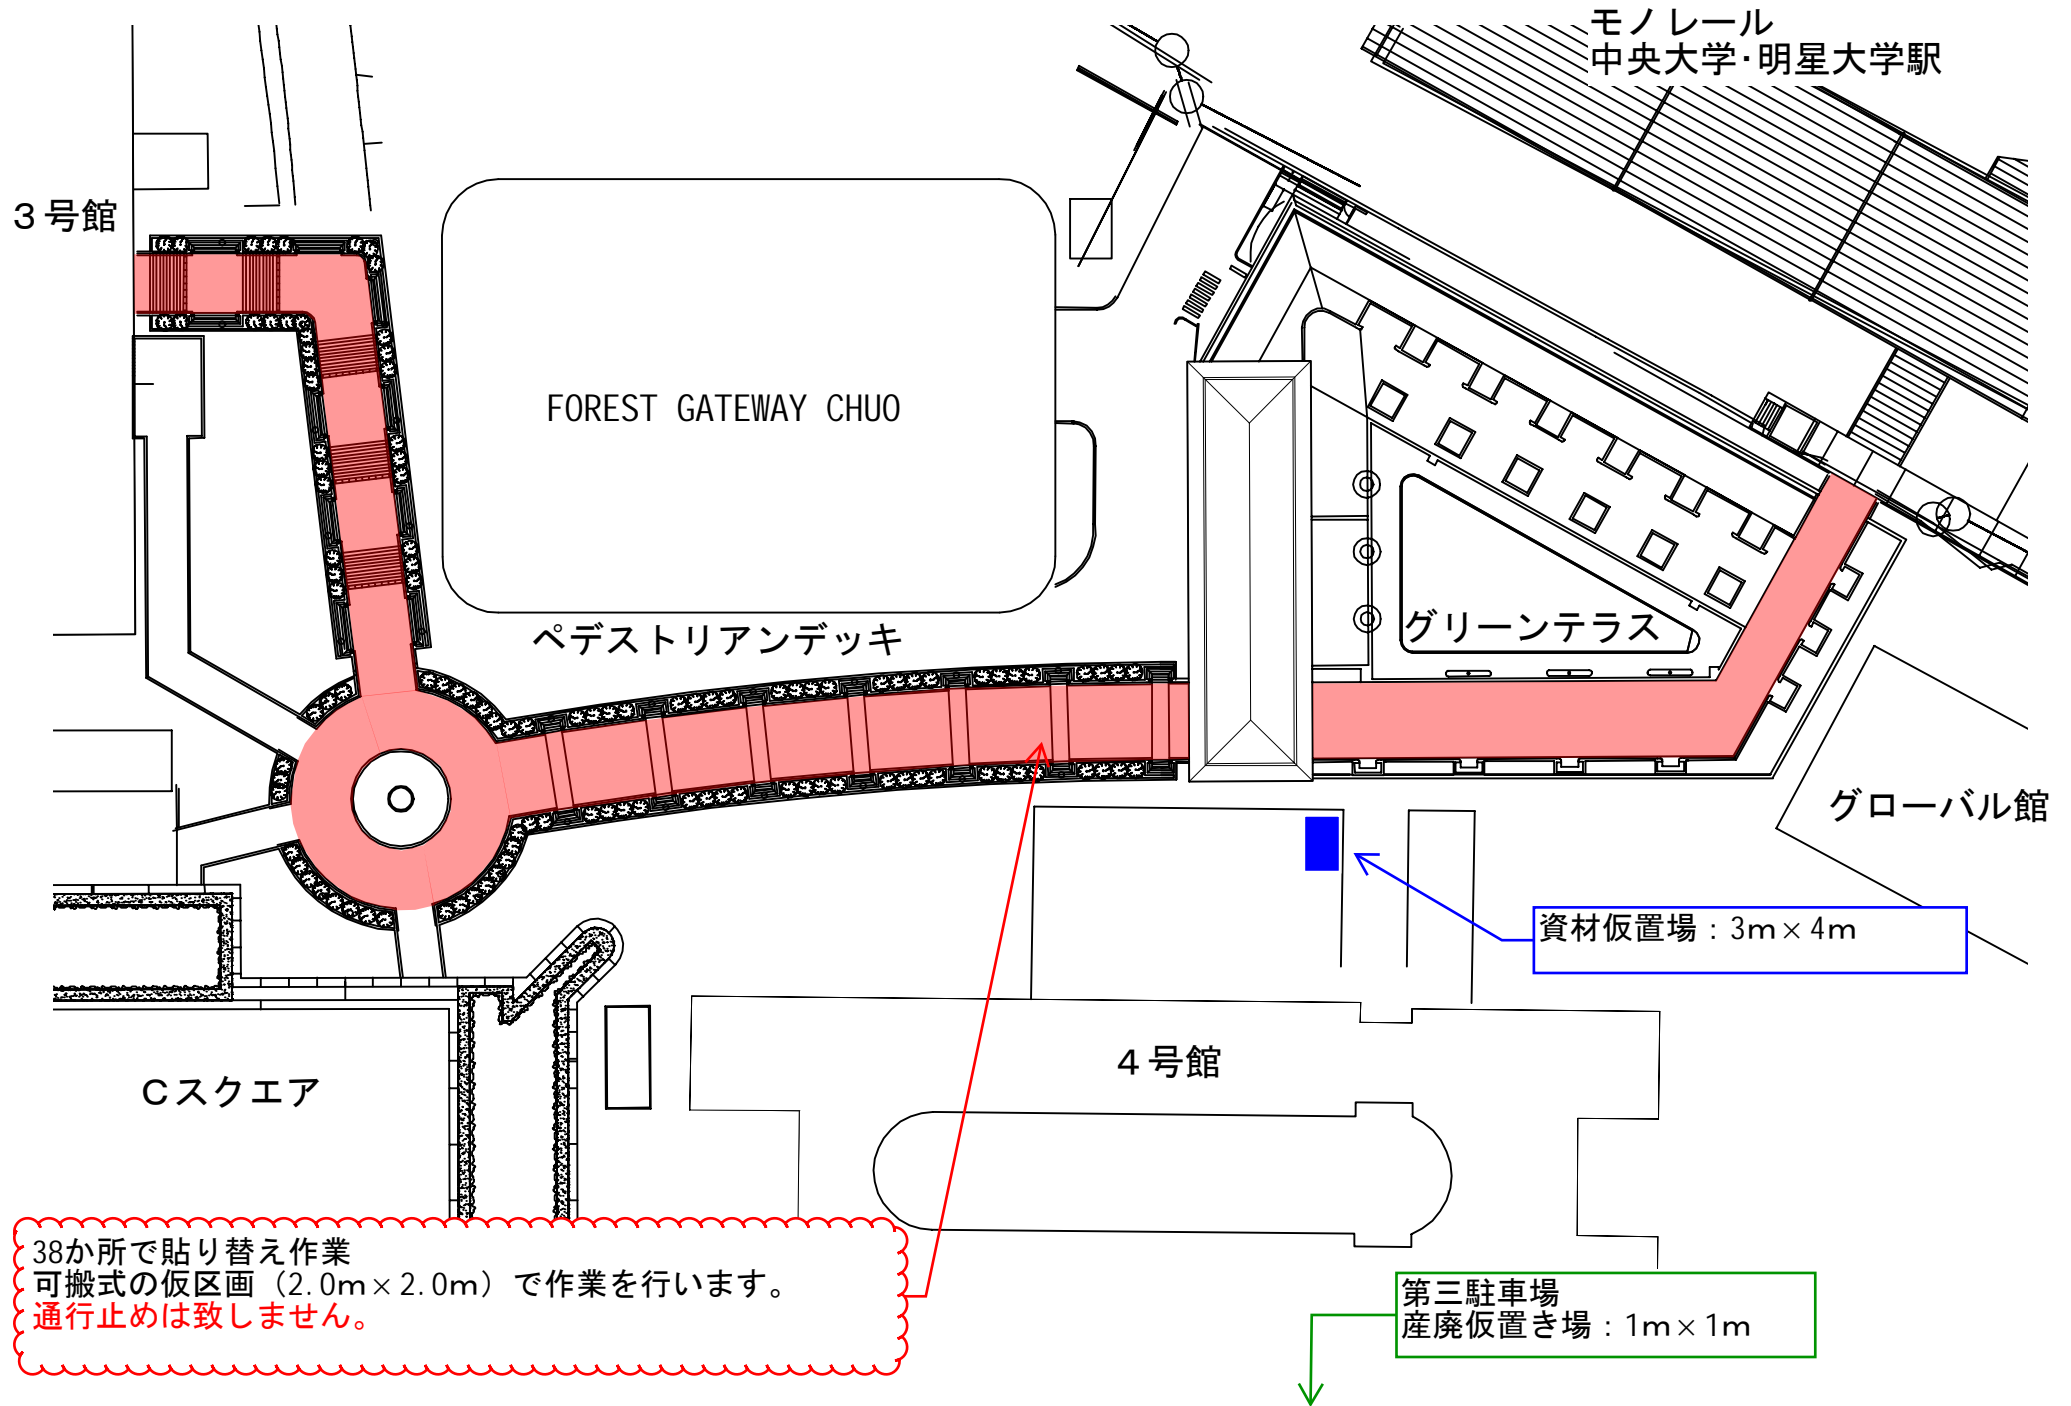 モノレール
中央大学・明星大学駅
３号館
FOREST GATEWAY CHUO
ペデストリアンデッキ
グリーンテラス
グローバル館
資材仮置場：3ｍ×4ｍ
４号館
Ｃスクエア
38か所で貼り替え作業
可搬式の仮区画（2.0ｍ×2.0ｍ）で作業を行います。
通行止めは致しません。
第三駐車場
産廃仮置き場：1ｍ×1ｍ